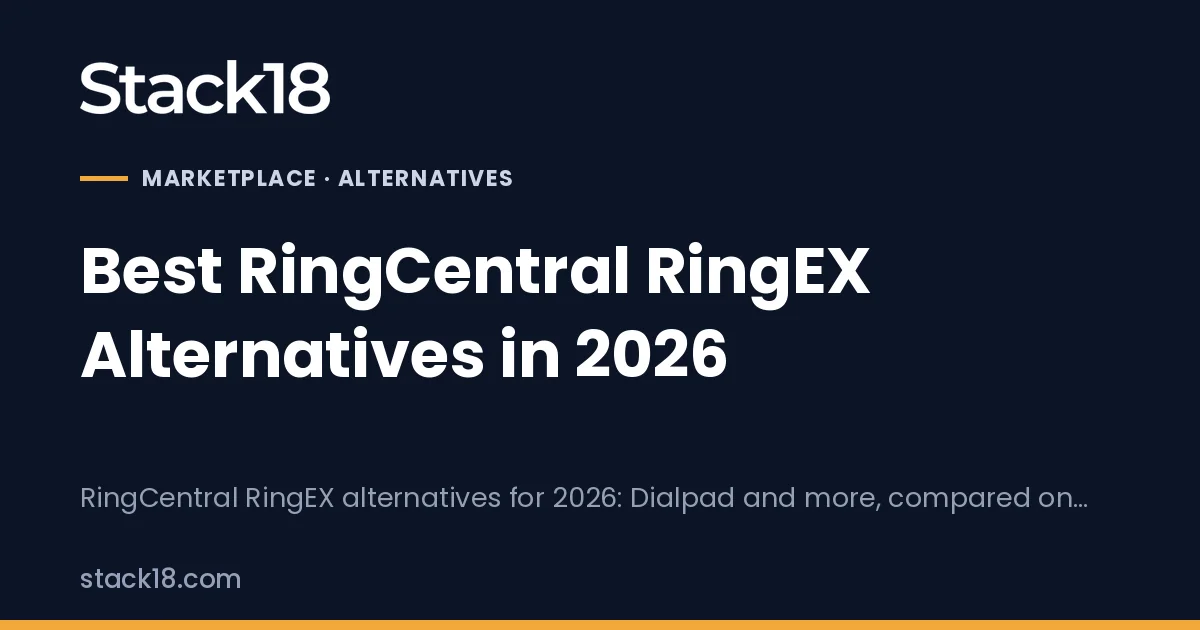 Stack18
MARKETPLACE · ALTERNATIVES
Best RingCentral RingEX
Alternatives in 2026
RingCentral RingEX alternatives for 2026: Dialpad and more, compared on...
stack18.com